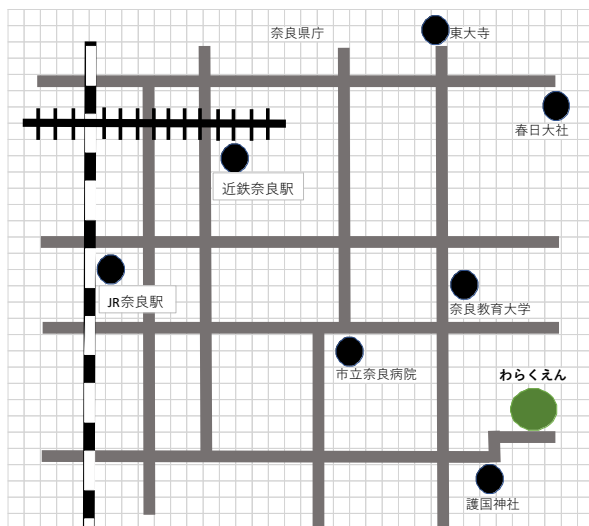 奈良県庁
東大寺
春日大社
近鉄奈良駅
JR奈良駅
奈良教育大学
市立奈良病院
わらくえん
護国神社